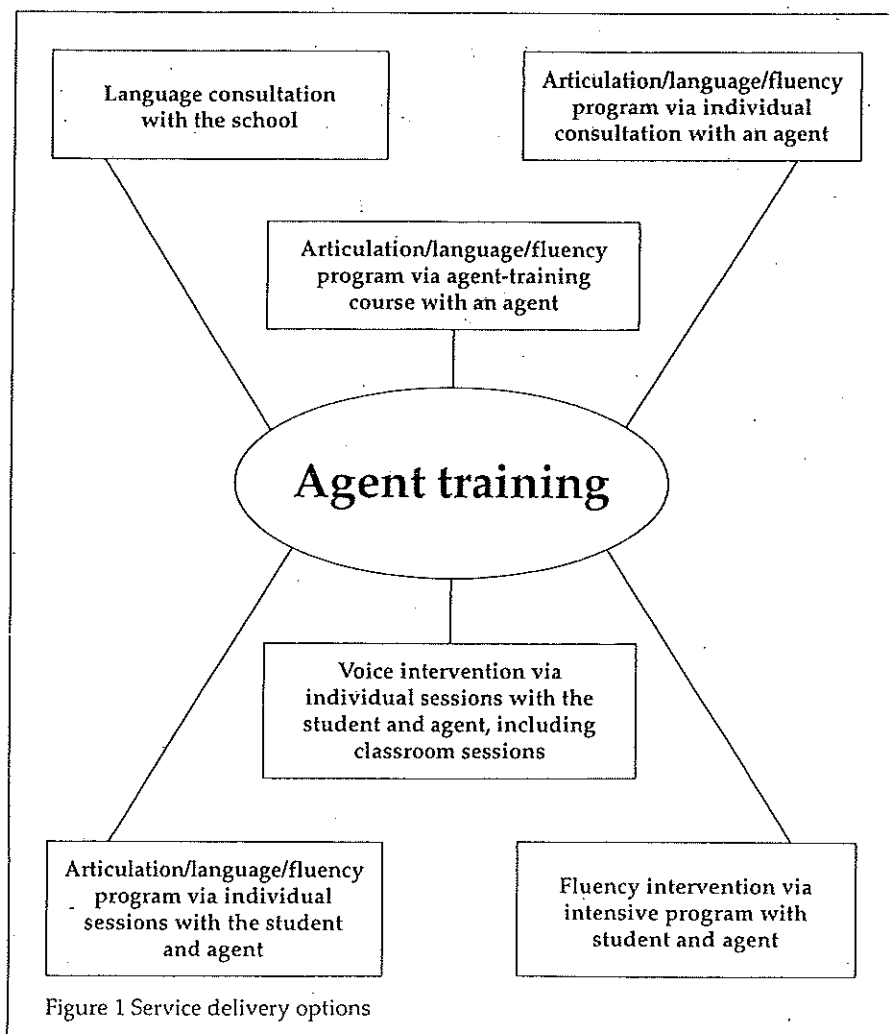 Language consultation
with the school
Articulation/language/fluency
program via individual
consultation with an agent
Articulation/language/fluency
program via agent-training
course with an agent
Agent training
Voice intervention via
individual sessions with the
student and agent, including
classroom sessions
Articulation/language/fluency
program via individual
sessions with the student
and agent
Fluency intervention via
intensive program with
student and agent
Figure 1 Service delivery options